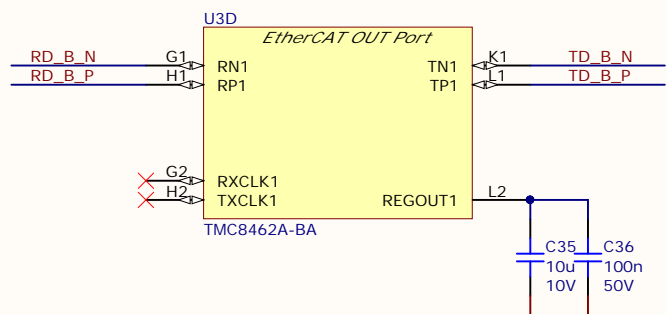 U3D
EtherCAT OUT Port
RD_B_N G1 RN1 TN1 K1 TD_B_N
RD_B_P H1 RP1 TP1 L1 TD_B_P
G2 RXCLK1
H2 TXCLK1 REGOUT1 L2
TMC8462A-BA
C35 C36
10u 100n
10V 50V